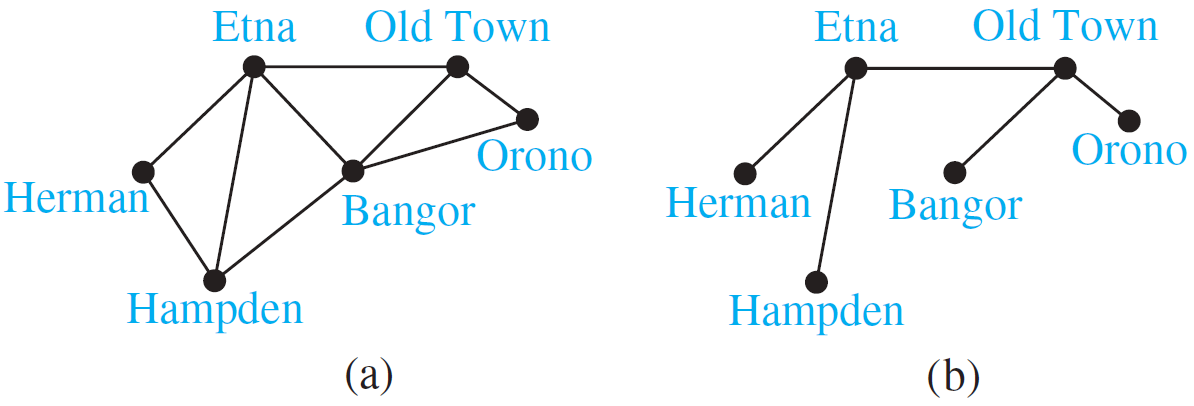 Etna
Old Town
Orono
Herman
Bangor
Hampden
(a)
Etna
Old Town
Orono
Herman
Bangor
Hampden
(b)